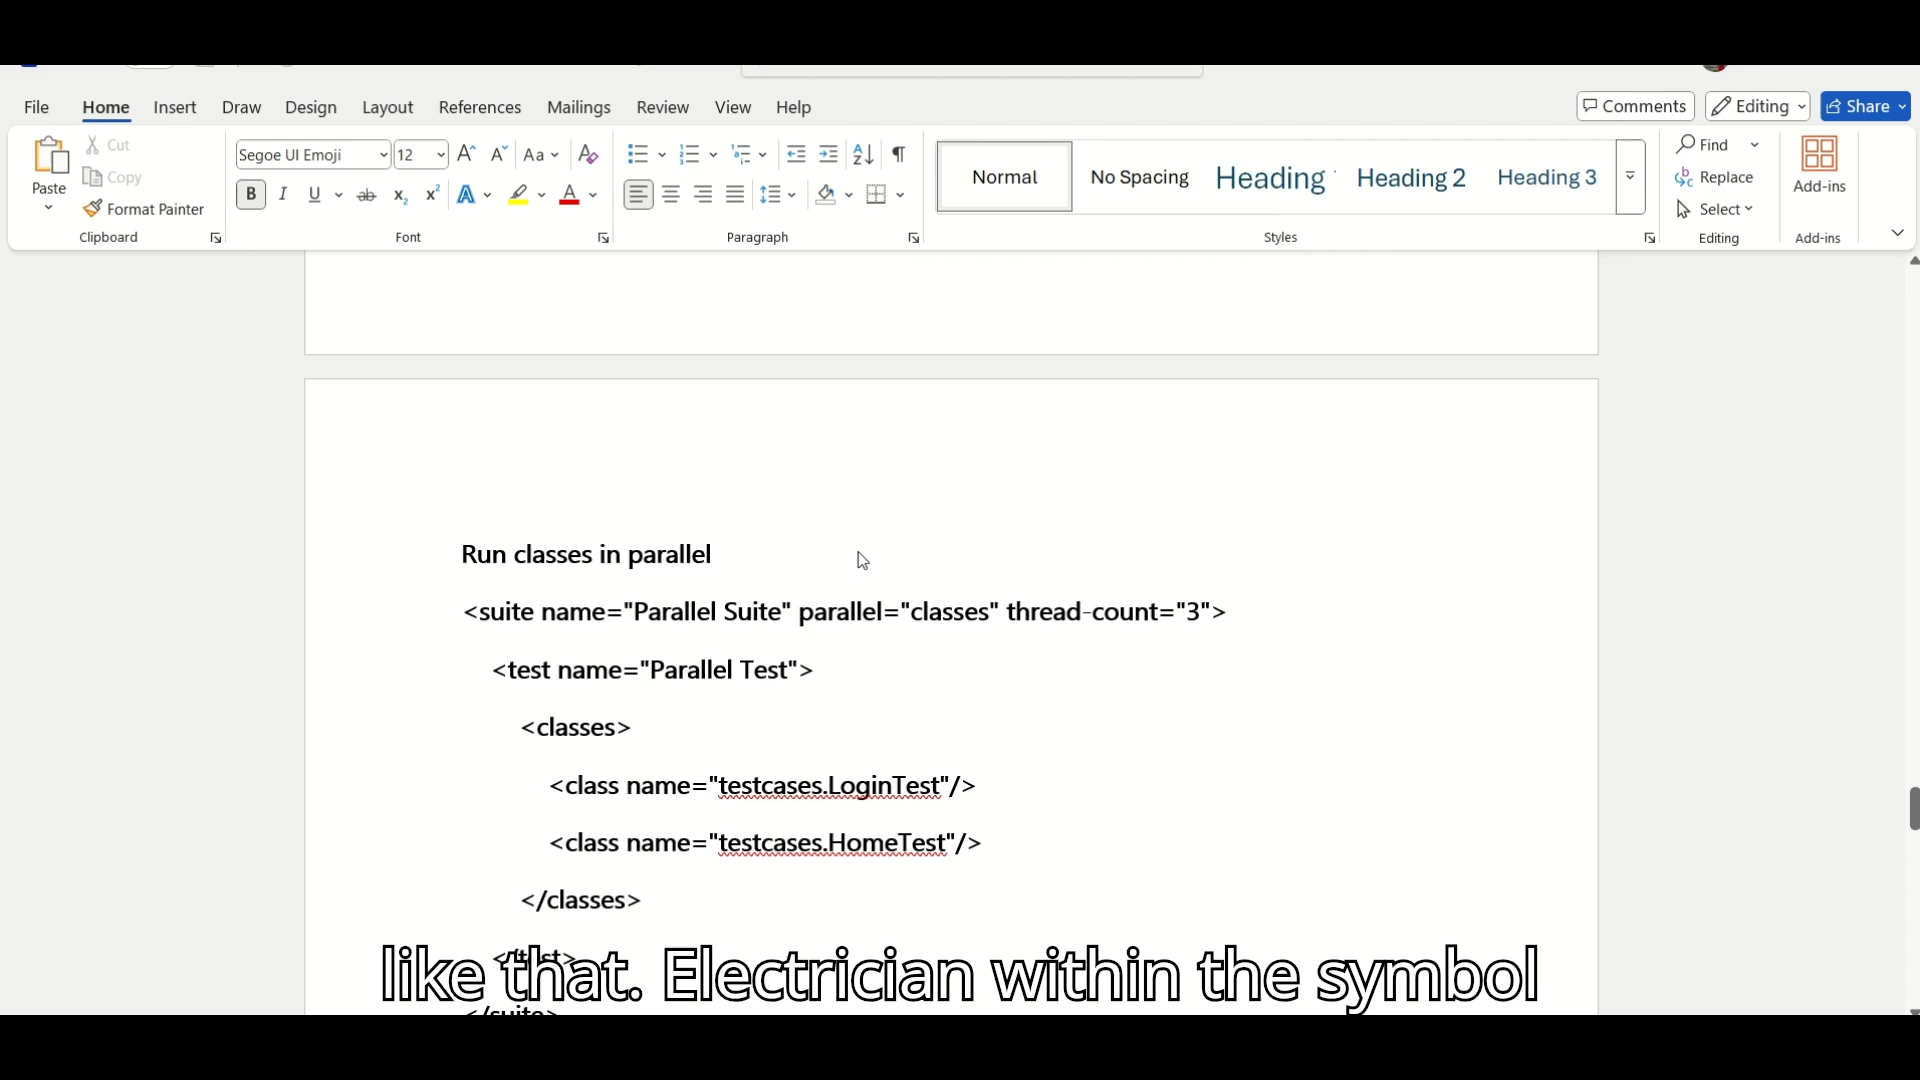 File Home Insert Draw Design Layout References Mailings Review View Help Comments Editing Share
Paste Cut Copy Format Painter
Segoe UI Emoji 12 Aa
Normal No Spacing Heading Heading 2 Heading 3
Find Replace Select
Add-ins
Clipboard Font Paragraph Styles Editing Add-ins
Run classes in parallel
<suite name="Parallel Suite" parallel="classes" thread-count="3">
<test name="Parallel Test">
<classes>
<class name="testcases.LoginTest"/>
<class name="testcases.HomeTest"/>
</classes>
</test>
like that. Electrician within the symbol
</suite>